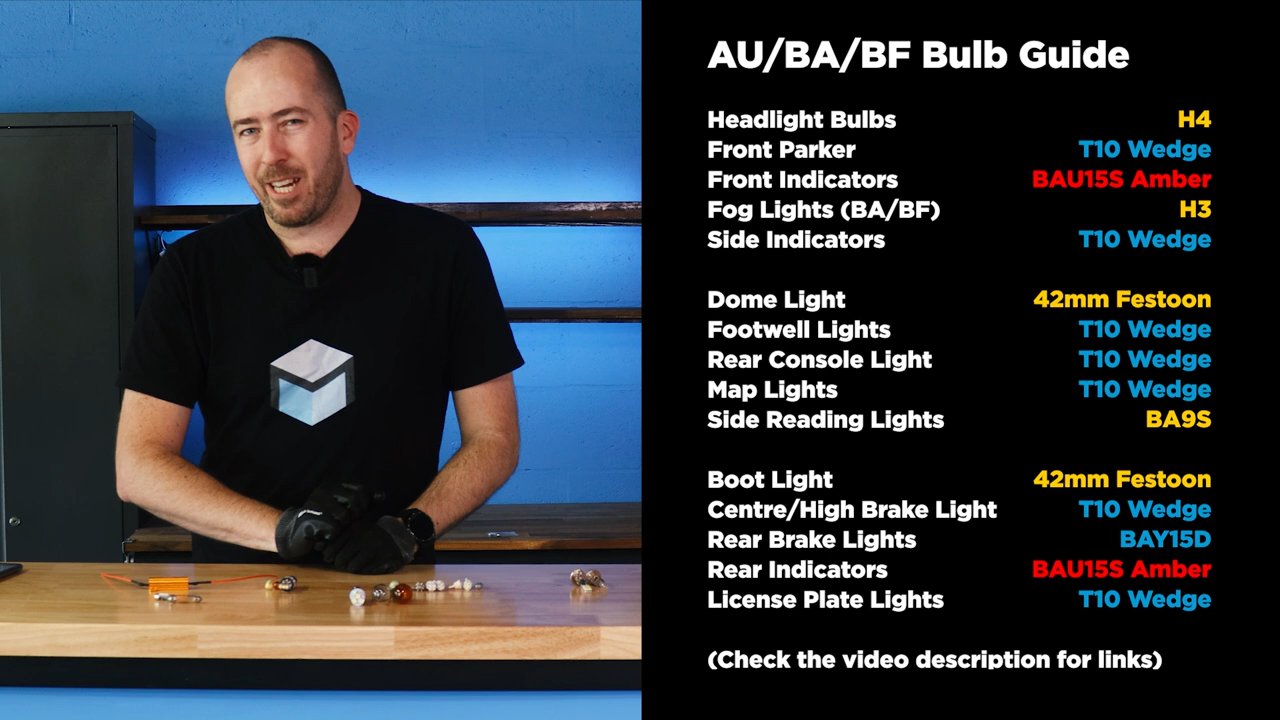 AU/BA/BF Bulb Guide
Headlight Bulbs H4
Front Parker T10 Wedge
Front Indicators BAU15S Amber
Fog Lights (BA/BF) H3
Side Indicators T10 Wedge
Dome Light 42mm Festoon
Footwell Lights T10 Wedge
Rear Console Light T10 Wedge
Map Lights T10 Wedge
Side Reading Lights BA9S
Boot Light 42mm Festoon
Centre/High Brake Light T10 Wedge
Rear Brake Lights BAY15D
Rear Indicators BAU15S Amber
License Plate Lights T10 Wedge
(Check the video description for links)